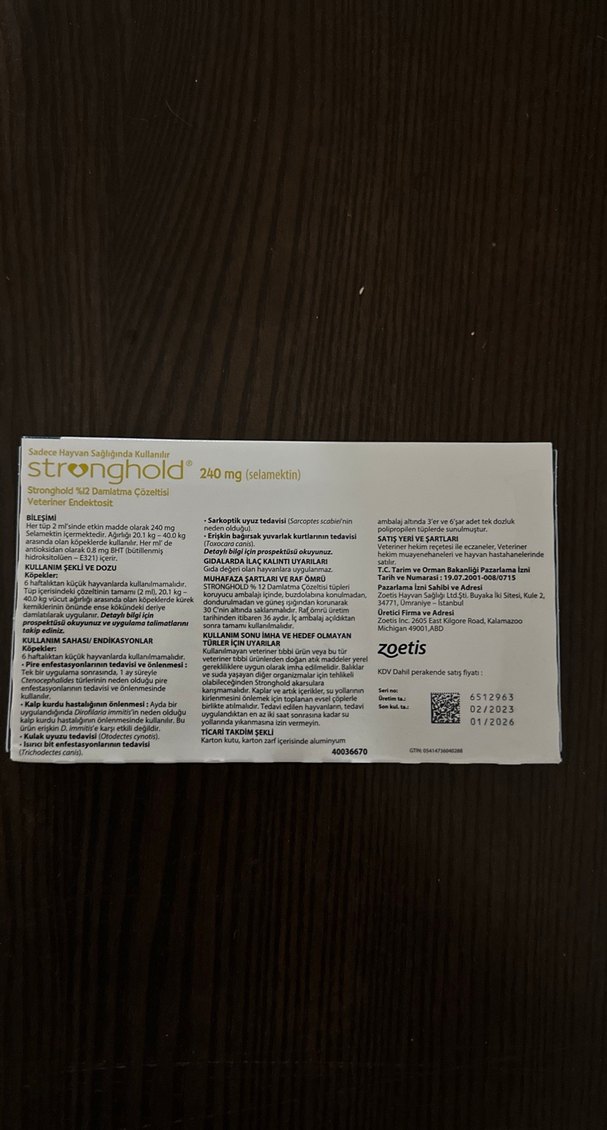 Sadece Hayvan Sağlığında Kullanılır
stronghold® 240 mg (selamektin)
Stronghold %12 Damlatma Çözeltisi
Veteriner Endektosit
BİLEŞİMİ
Her tüp 2 ml'sinde etkin madde olarak 240 mg
Selamektin içermektedir. Ağırlığı 20.1 kg – 40.0 kg
arasında olan köpeklerde kullanılır. Her ml' de
antioksidan olarak 0.8 mg BHT (bütillenmiş
hidroksitolüen – E321) içerir.
KULLANIM ŞEKLİ VE DOZU
Köpekler:
6 haftalıktan küçük hayvanlarda kullanılmamalıdır.
Tüp içerisindeki çözeltinin tamamı (2 ml), 20.1 kg –
40.0 kg vücut ağırlığı arasında olan köpeklerde kürek
kemiklerinin önünde ense kökündeki deriye
damlatılarak uygulanır. Detaylı bilgi için
prospektüsü okuyunuz ve uygulama talimatlarını
takip ediniz.
KULLANIM SAHASI/ ENDİKASYONLAR
Köpekler:
6 haftalıktan küçük hayvanlarda kullanılmamalıdır.
• Pire enfestasyonlarının tedavisi ve önlenmesi :
Tek bir uygulama sonrasında, 1 ay süreyle
Ctenocephalides türlerinin neden olduğu pire
enfestasyonlarının tedavisi ve önlenmesinde
kullanılır.
• Kalp kurdu hastalığının önlenmesi : Ayda bir
uygulandığında Dirofilaria immitis'in neden olduğu
kalp kurdu hastalığının önlenmesinde kullanılır. Bu
ürün erişkin D. immitis'e karşı etkili değildir.
• Kulak uyuzu tedavisi (Otodectes cynotis).
• Isırıcı bit enfestasyonlarının tedavisi
(Trichodectes canis).
• Sarkoptik uyuz tedavisi (Sarcoptes scabiei'nin
neden olduğu).
• Erişkin bağırsak yuvarlak kurtlarının tedavisi
(Toxocara canis).
Detaylı bilgi için prospektüsü okuyunuz.
GIDALARDA İLAÇ KALINTI UYARILARI
Gıda değeri olan hayvanlara uygulanmaz.
MUHAFAZA ŞARTLARI VE RAF ÖMRÜ
STRONGHOLD % 12 Damlatma Çözeltisi tüpleri
koruyucu ambalajı içinde, buzdolabına konulmadan,
dondurulmadan ve güneş ışığından korunarak
30 C'nin altında saklanmalıdır. Raf ömrü üretim
tarihinden itibaren 36 aydır. İç ambalaj açıldıktan
sonra tamamı kullanılmalıdır.
KULLANIM SONU İMHA VE HEDEF OLMAYAN
TÜRLER İÇİN UYARILAR
Kullanılmayan veteriner tıbbi ürün veya bu tür
veteriner tıbbi ürünlerden doğan atık maddeler yerel
gerekliliklere uygun olarak imha edilmelidir. Balıklar
ve suda yaşayan diğer organizmalar için tehlikeli
olabileceğinden Stronghold akarsulara
karışmamalıdır. Kaplar ve artık içerikler, su yollarının
kirlenmesini önlemek için toplanan evsel çöplerle
birlikte atılmalıdır. Tedavi edilen hayvanların, tedavi
uygulandıktan en az iki saat sonrasına kadar su
yollarında yıkanmasına izin vermeyin.
TİCARİ TAKDİM ŞEKLİ
Karton kutu, karton zarf içerisinde aluminyum
40036670
ambalaj altında 3'er ve 6'şar adet tek dozluk
polipropilen tüplerde sunulmuştur.
SATIŞ YERİ VE ŞARTLARI
Veteriner hekim reçetesi ile eczaneler, Veteriner
hekim muayenehaneleri ve hayvan hastahanelerinde
satılır.
T.C. Tarim ve Orman Bakanliği Pazarlama İzni
Tarih ve Numarasi : 19.07.2001-008/0715
Pazarlama İzni Sahibi ve Adresi
Zoetis Hayvan Sağlığı Ltd.Şti, Buyaka İki Sitesi, Kule 2,
34771, Ümraniye – İstanbul
Üretici Firma ve Adresi
Zoetis Inc. 2605 East Kilgore Road, Kalamazoo
Michigan 49001,ABD
zoetis
KDV Dahil perakende satış fiyatı :
Seri no: 6512963
Üretim ta.: 02/2023
Son kul. ta.: 01/2026
GTIN: 05414736040288